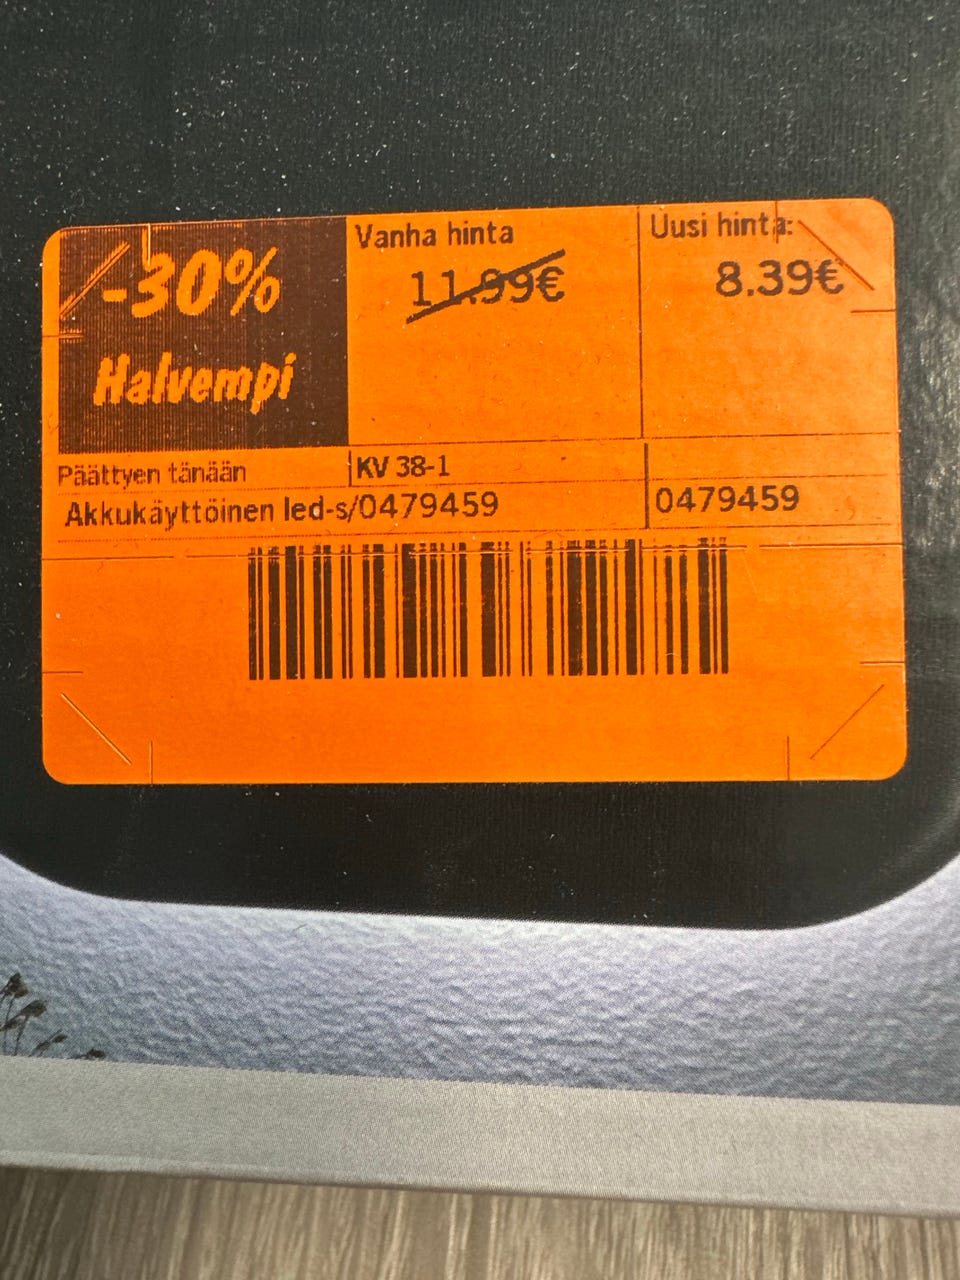 -30%
Halvempi
Vanha hinta
11.99€
Uusi hinta:
8.39€
Päättyen tänään
KV 38-1
Akkukäyttöinen led-s/0479459
0479459